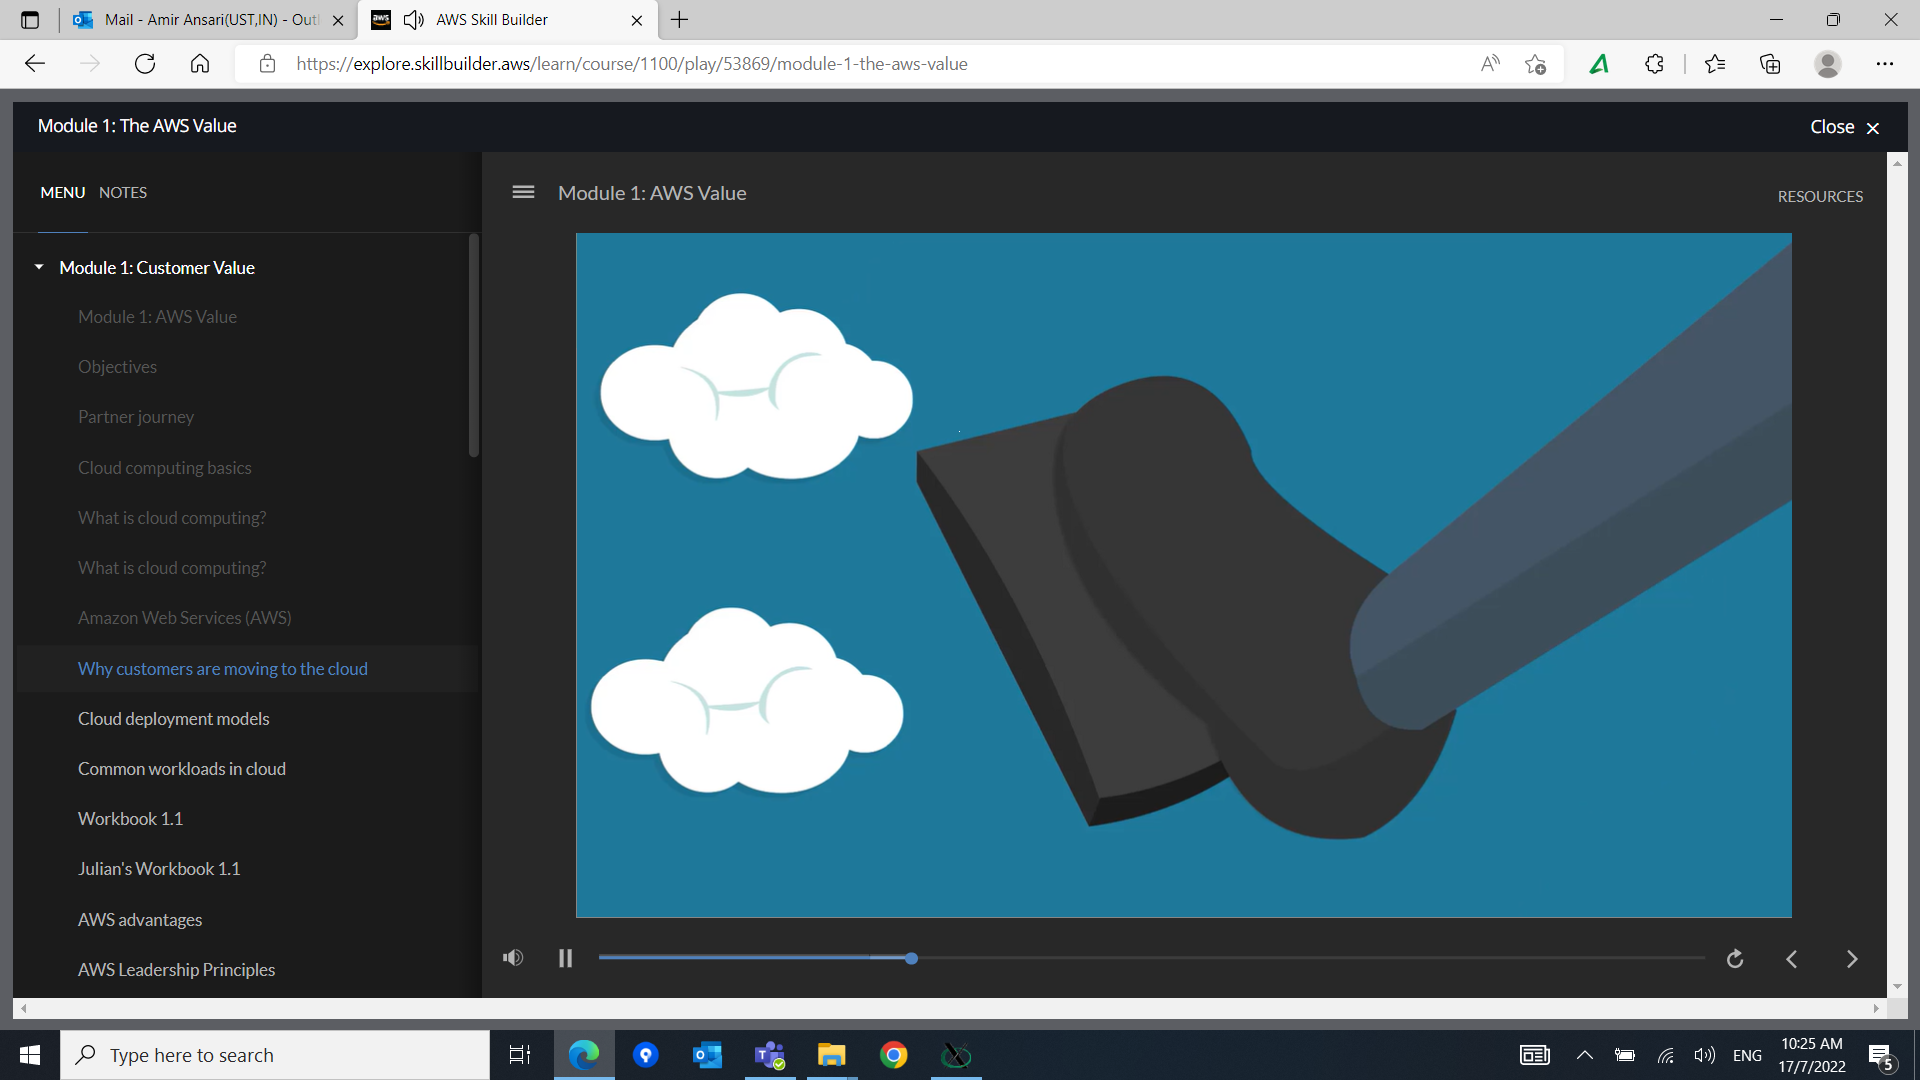 Mail - Amir Ansari(UST,IN) - Out
aws
AWS Skill Builder
https://explore.skillbuilder.aws/learn/course/1100/play/53869/module-1-the-aws-value
Module 1: The AWS Value
Close
MENU
NOTES
Module 1: AWS Value
RESOURCES
Module 1: Customer Value
Module 1: AWS Value
Objectives
Partner journey
Cloud computing basics
What is cloud computing?
What is cloud computing?
Amazon Web Services (AWS)
Why customers are moving to the cloud
Cloud deployment models
Common workloads in cloud
Workbook 1.1
Julian's Workbook 1.1
AWS advantages
AWS Leadership Principles
Type here to search
ENG
10:25 AM
17/7/2022
5